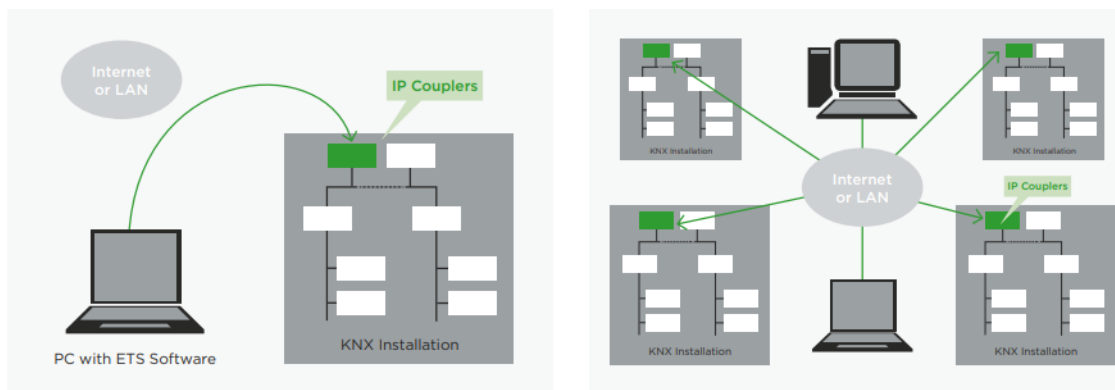 Internet
or LAN
IP Couplers
KNX Installation
PC with ETS Software
KNX Installation
KNX Installation
Internet
or LAN
IP Couplers
KNX Installation
KNX Installation